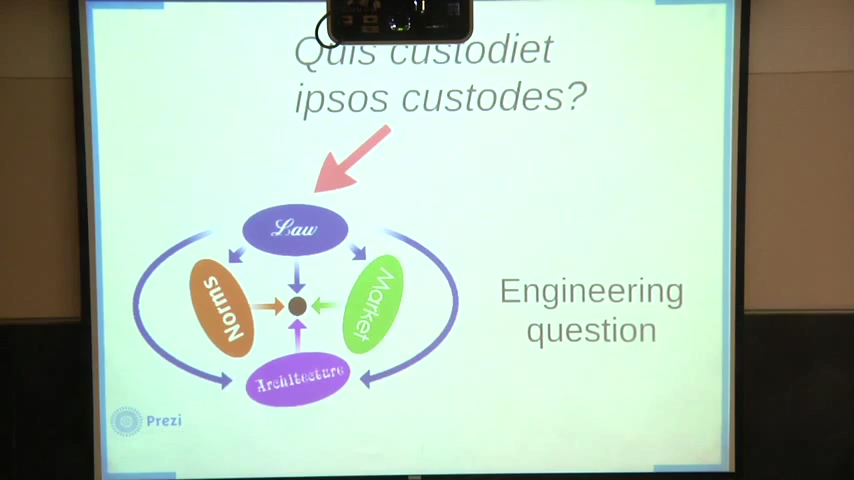 Quis custodiet
ipsos custodes?
Law
Norms
Market
Architecture
Engineering
question
Prezi